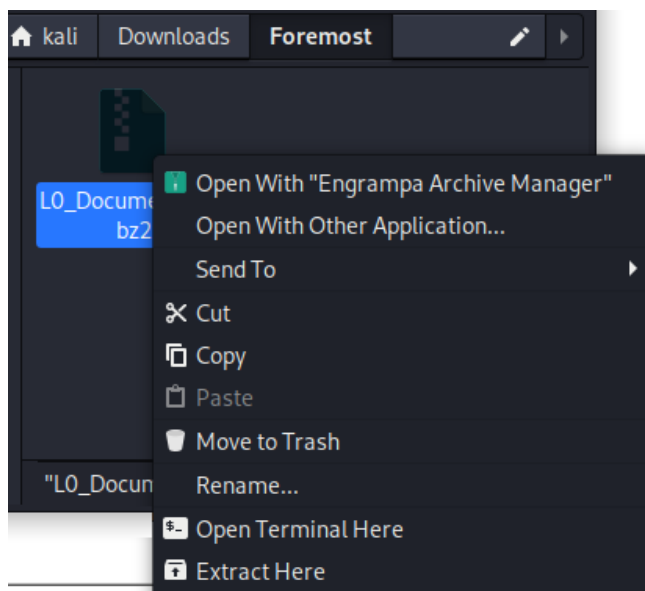 kali Downloads Foremost
Open With "Engrampa Archive Manager"
L0_Docume
bz2
Open With Other Application...
Send To
Cut
Copy
Paste
Move to Trash
"L0_Docun
Rename...
Open Terminal Here
Extract Here